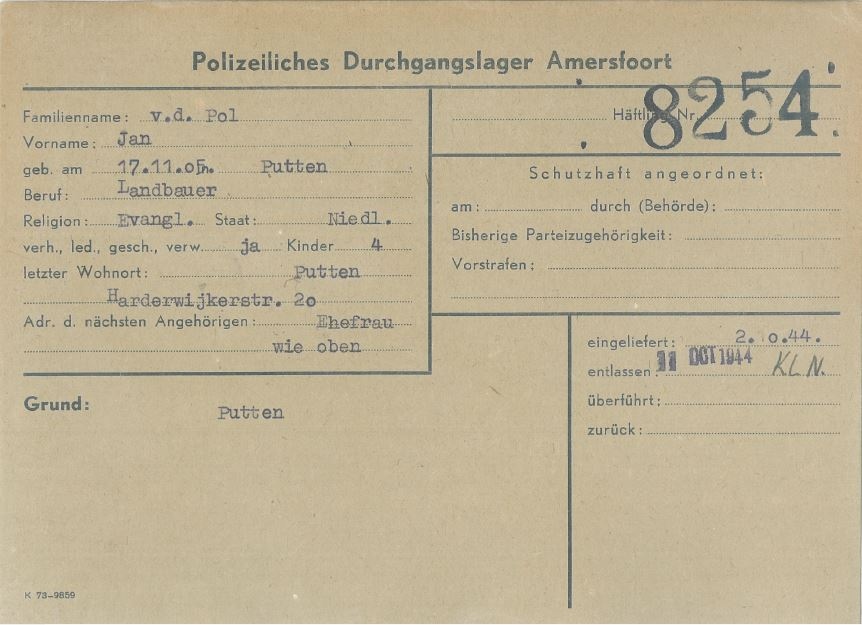 Polizeiliches Durchgangslager Amersfoort
Familienname: v.d. Pol
Vorname: Jan
geb. am 17.11.05. Putten
Beruf: Landbauer
Religion: Evangl. Staat: Niedl.
verh., led., gesch., verw. ja Kinder 4
letzter Wohnort: Putten
Harderwijkerstr. 2o
Adr. d. nächsten Angehörigen: Ehefrau
wie oben
Häftling Nr. 8254.
Schutzhaft angeordnet:
am: durch (Behörde):
Bisherige Parteizugehörigkeit:
Vorstrafen:
Grund: Putten
eingeliefert: 2. o.44.
entlassen: 11 OCT 1944 KLN.
überführt:
zurück:
K 73-9859